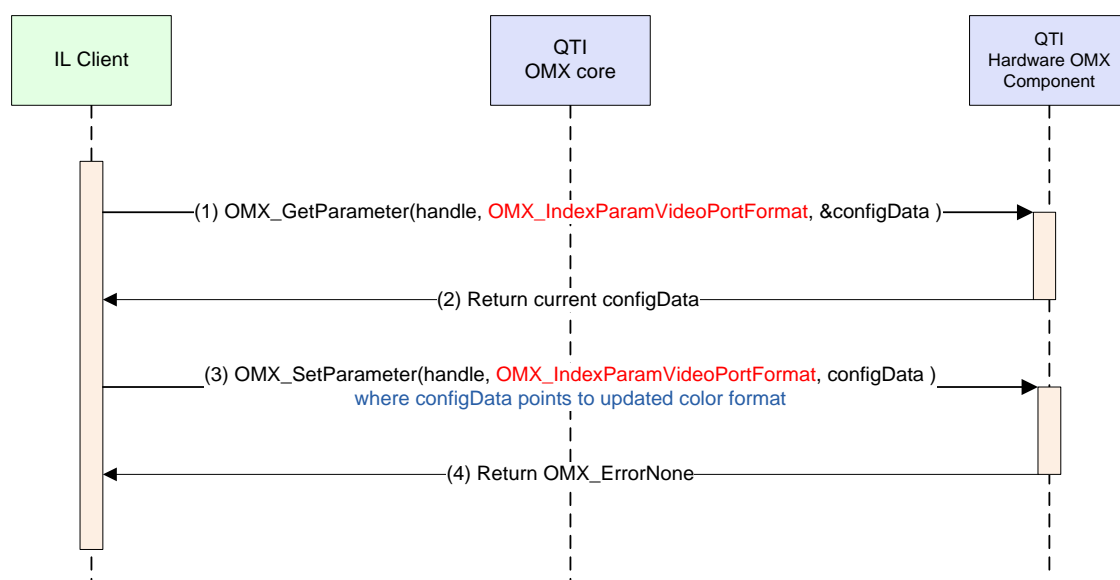 IL Client
QTI
OMX core
QTI
Hardware OMX
Component
(1) OMX_GetParameter(handle, OMX_IndexParamVideoPortFormat, &configData )
(2) Return current configData
(3) OMX_SetParameter(handle, OMX_IndexParamVideoPortFormat, configData )
where configData points to updated color format
(4) Return OMX_ErrorNone